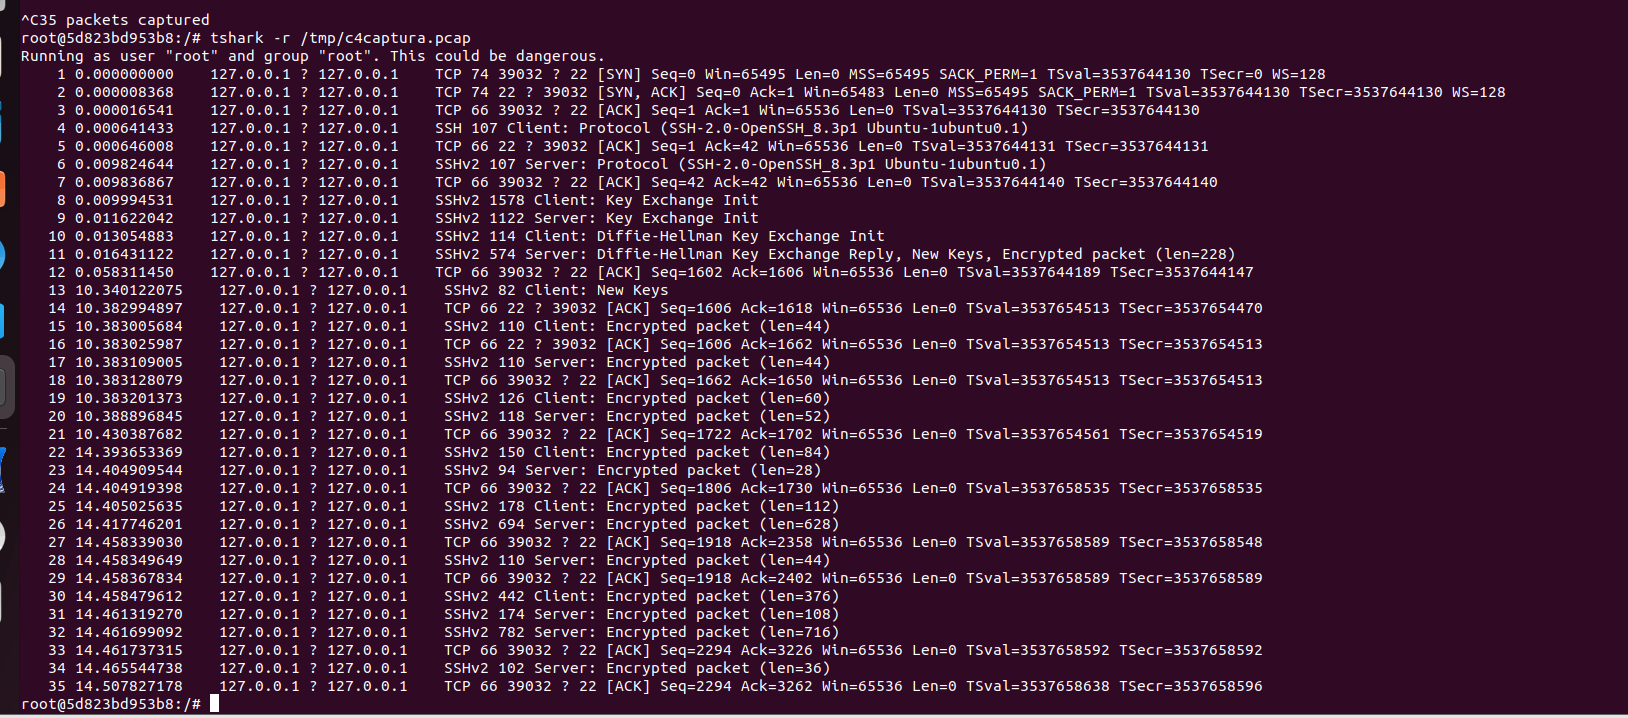 ^C35 packets captured
root@5d823bd953b8:/# tshark -r /tmp/c4captura.pcap
Running as user "root" and group "root". This could be dangerous.
    1 0.000000000    127.0.0.1 ? 127.0.0.1    TCP 74 39032 ? 22 [SYN] Seq=0 Win=65495 Len=0 MSS=65495 SACK_PERM=1 TSval=3537644130 TSecr=0 WS=128
    2 0.000008368    127.0.0.1 ? 127.0.0.1    TCP 74 22 ? 39032 [SYN, ACK] Seq=0 Ack=1 Win=65483 Len=0 MSS=65495 SACK_PERM=1 TSval=3537644130 TSecr=3537644130 WS=128
    3 0.000016541    127.0.0.1 ? 127.0.0.1    TCP 66 39032 ? 22 [ACK] Seq=1 Ack=1 Win=65536 Len=0 TSval=3537644130 TSecr=3537644130
    4 0.000641433    127.0.0.1 ? 127.0.0.1    SSH 107 Client: Protocol (SSH-2.0-OpenSSH_8.3p1 Ubuntu-1ubuntu0.1)
    5 0.000646008    127.0.0.1 ? 127.0.0.1    TCP 66 22 ? 39032 [ACK] Seq=1 Ack=42 Win=65536 Len=0 TSval=3537644131 TSecr=3537644131
    6 0.009824644    127.0.0.1 ? 127.0.0.1    SSHv2 107 Server: Protocol (SSH-2.0-OpenSSH_8.3p1 Ubuntu-1ubuntu0.1)
    7 0.009836867    127.0.0.1 ? 127.0.0.1    TCP 66 39032 ? 22 [ACK] Seq=42 Ack=42 Win=65536 Len=0 TSval=3537644140 TSecr=3537644140
    8 0.009994531    127.0.0.1 ? 127.0.0.1    SSHv2 1578 Client: Key Exchange Init
    9 0.011622042    127.0.0.1 ? 127.0.0.1    SSHv2 1122 Server: Key Exchange Init
   10 0.013054883    127.0.0.1 ? 127.0.0.1    SSHv2 114 Client: Diffie-Hellman Key Exchange Init
   11 0.016431122    127.0.0.1 ? 127.0.0.1    SSHv2 574 Server: Diffie-Hellman Key Exchange Reply, New Keys, Encrypted packet (len=228)
   12 0.058311450    127.0.0.1 ? 127.0.0.1    TCP 66 39032 ? 22 [ACK] Seq=1602 Ack=1606 Win=65536 Len=0 TSval=3537644189 TSecr=3537644147
   13 10.340122075    127.0.0.1 ? 127.0.0.1    SSHv2 82 Client: New Keys
   14 10.382994897    127.0.0.1 ? 127.0.0.1    TCP 66 22 ? 39032 [ACK] Seq=1606 Ack=1618 Win=65536 Len=0 TSval=3537654513 TSecr=3537654470
   15 10.383005684    127.0.0.1 ? 127.0.0.1    SSHv2 110 Client: Encrypted packet (len=44)
   16 10.383025987    127.0.0.1 ? 127.0.0.1    TCP 66 22 ? 39032 [ACK] Seq=1606 Ack=1662 Win=65536 Len=0 TSval=3537654513 TSecr=3537654513
   17 10.383109005    127.0.0.1 ? 127.0.0.1    SSHv2 110 Server: Encrypted packet (len=44)
   18 10.383128079    127.0.0.1 ? 127.0.0.1    TCP 66 39032 ? 22 [ACK] Seq=1662 Ack=1650 Win=65536 Len=0 TSval=3537654513 TSecr=3537654513
   19 10.383201373    127.0.0.1 ? 127.0.0.1    SSHv2 126 Client: Encrypted packet (len=60)
   20 10.388896845    127.0.0.1 ? 127.0.0.1    SSHv2 118 Server: Encrypted packet (len=52)
   21 10.430387682    127.0.0.1 ? 127.0.0.1    TCP 66 39032 ? 22 [ACK] Seq=1722 Ack=1702 Win=65536 Len=0 TSval=3537654561 TSecr=3537654519
   22 14.393653369    127.0.0.1 ? 127.0.0.1    SSHv2 150 Client: Encrypted packet (len=84)
   23 14.404909544    127.0.0.1 ? 127.0.0.1    SSHv2 94 Server: Encrypted packet (len=28)
   24 14.404919398    127.0.0.1 ? 127.0.0.1    TCP 66 39032 ? 22 [ACK] Seq=1806 Ack=1730 Win=65536 Len=0 TSval=3537658535 TSecr=3537658535
   25 14.405025635    127.0.0.1 ? 127.0.0.1    SSHv2 178 Client: Encrypted packet (len=112)
   26 14.417746201    127.0.0.1 ? 127.0.0.1    SSHv2 694 Server: Encrypted packet (len=628)
   27 14.458339030    127.0.0.1 ? 127.0.0.1    TCP 66 39032 ? 22 [ACK] Seq=1918 Ack=2358 Win=65536 Len=0 TSval=3537658589 TSecr=3537658548
   28 14.458349649    127.0.0.1 ? 127.0.0.1    SSHv2 110 Server: Encrypted packet (len=44)
   29 14.458367834    127.0.0.1 ? 127.0.0.1    TCP 66 39032 ? 22 [ACK] Seq=1918 Ack=2402 Win=65536 Len=0 TSval=3537658589 TSecr=3537658589
   30 14.458479612    127.0.0.1 ? 127.0.0.1    SSHv2 442 Client: Encrypted packet (len=376)
   31 14.461319270    127.0.0.1 ? 127.0.0.1    SSHv2 174 Server: Encrypted packet (len=108)
   32 14.461699092    127.0.0.1 ? 127.0.0.1    SSHv2 782 Server: Encrypted packet (len=716)
   33 14.461737315    127.0.0.1 ? 127.0.0.1    TCP 66 39032 ? 22 [ACK] Seq=2294 Ack=3226 Win=65536 Len=0 TSval=3537658592 TSecr=3537658592
   34 14.465544738    127.0.0.1 ? 127.0.0.1    SSHv2 102 Server: Encrypted packet (len=36)
   35 14.507827178    127.0.0.1 ? 127.0.0.1    TCP 66 39032 ? 22 [ACK] Seq=2294 Ack=3262 Win=65536 Len=0 TSval=3537658638 TSecr=3537658596
root@5d823bd953b8:/#